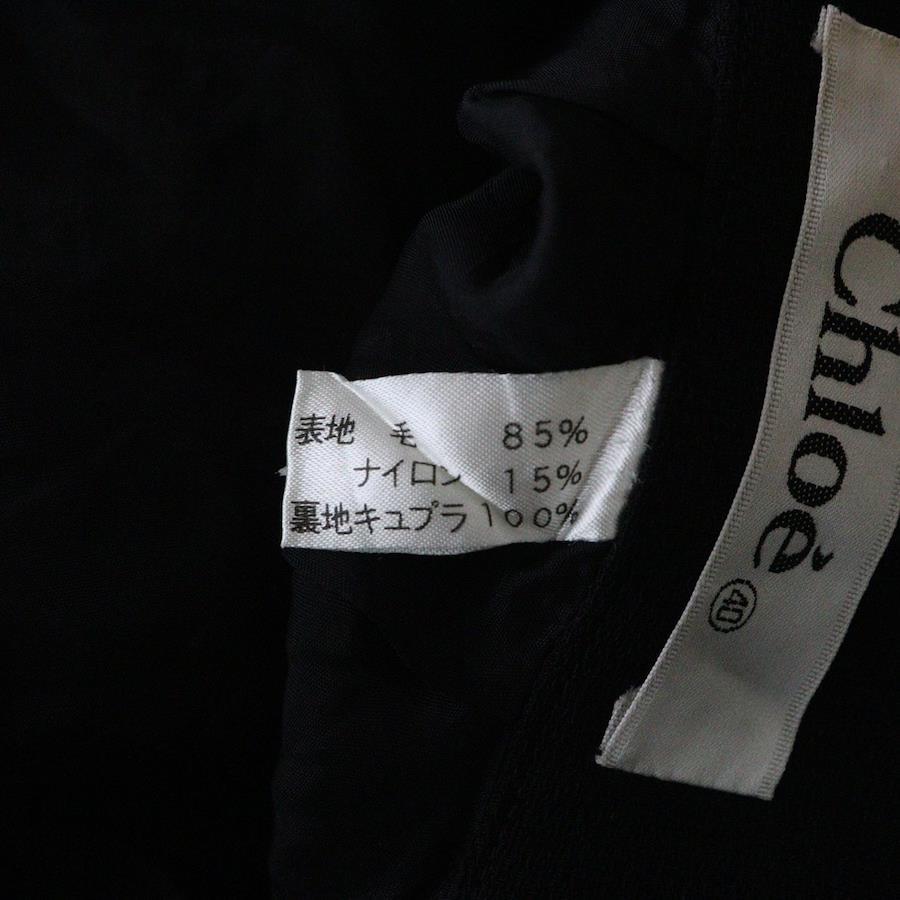 表地 毛 85%
ナイロン 15%
裏地キュプラ100%
Chloé
40